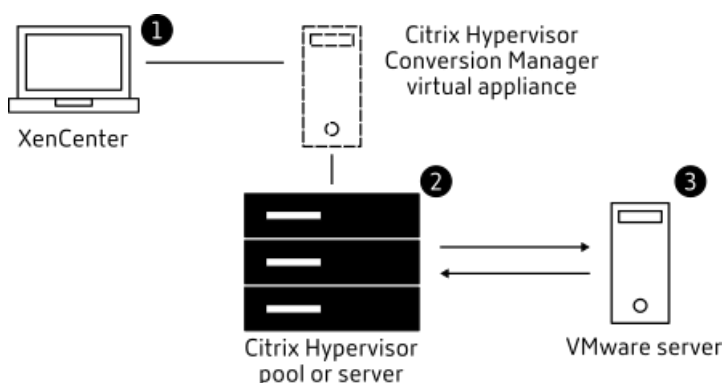 1
Citrix Hypervisor
Conversion Manager
virtual appliance
XenCenter
2
3
Citrix Hypervisor
pool or server
VMware server